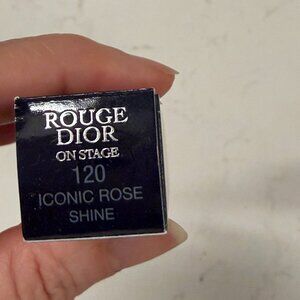 ROUGE
DIOR
ON STAGE
120
ICONIC ROSE
SHINE